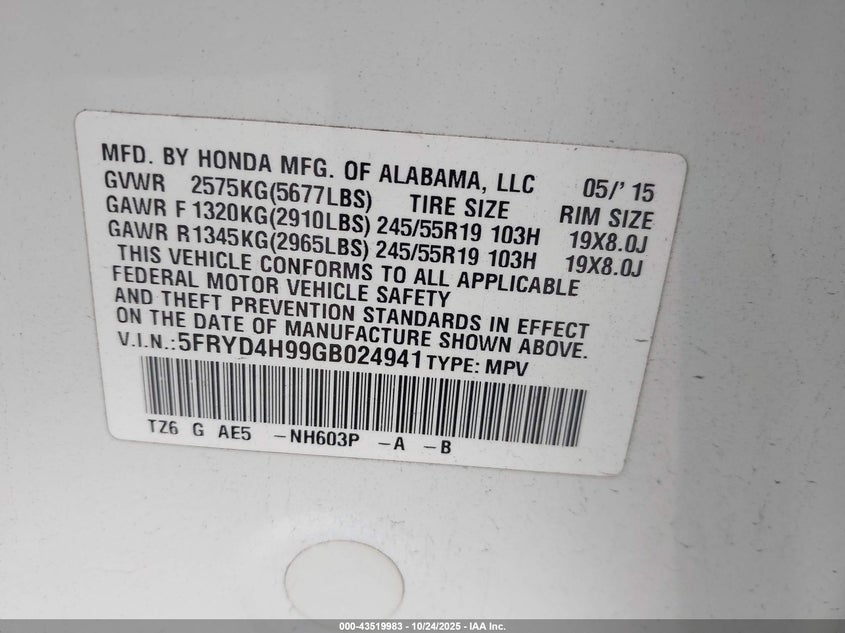 MFD. BY HONDA MFG. OF ALABAMA, LLC 05/' 15
GVWR 2575KG(5677LBS) TIRE SIZE RIM SIZE
GAWR F 1320KG(2910LBS) 245/55R19 103H 19X8.0J
GAWR R1345KG(2965LBS) 245/55R19 103H 19X8.0J
THIS VEHICLE CONFORMS TO ALL APPLICABLE
FEDERAL MOTOR VEHICLE SAFETY
AND THEFT PREVENTION STANDARDS IN EFFECT
ON THE DATE OF MANUFACTURE SHOWN ABOVE.
V.I.N.:5FRYD4H99GB024941 TYPE: MPV
TZ6 G AE5 -NH603P -A -B
000-43519983 - 10/24/2025 - IAA Inc.